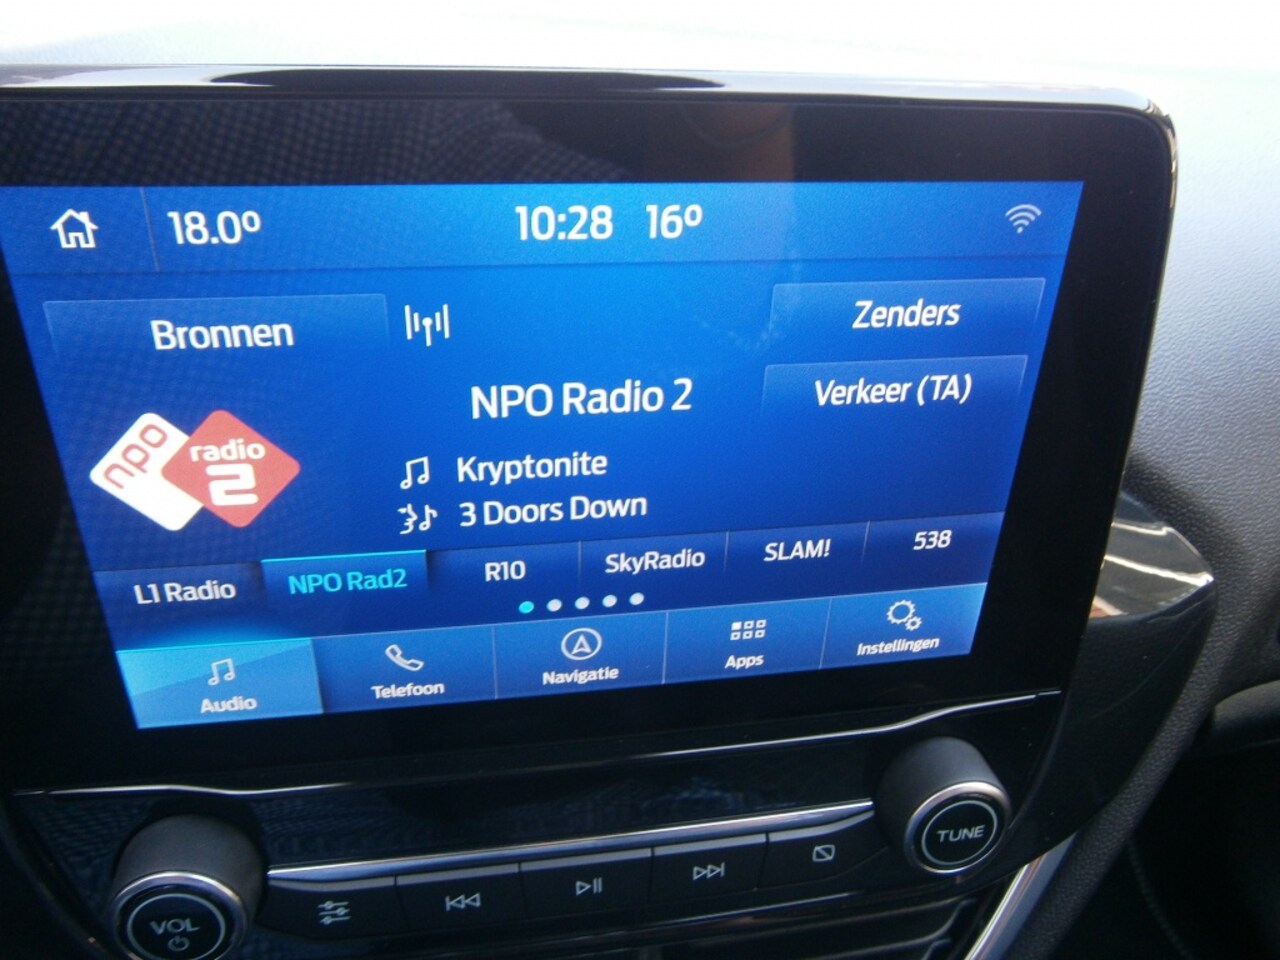 18.0° 10:28 16°
Bronnen
Zenders
NPO Radio 2
Verkeer (TA)
npo radio 2
Kryptonite
3 Doors Down
L1 Radio NPO Rad2 R10 SkyRadio SLAM! 538
Audio Telefoon Navigatie Apps Instellingen
VOL
TUNE